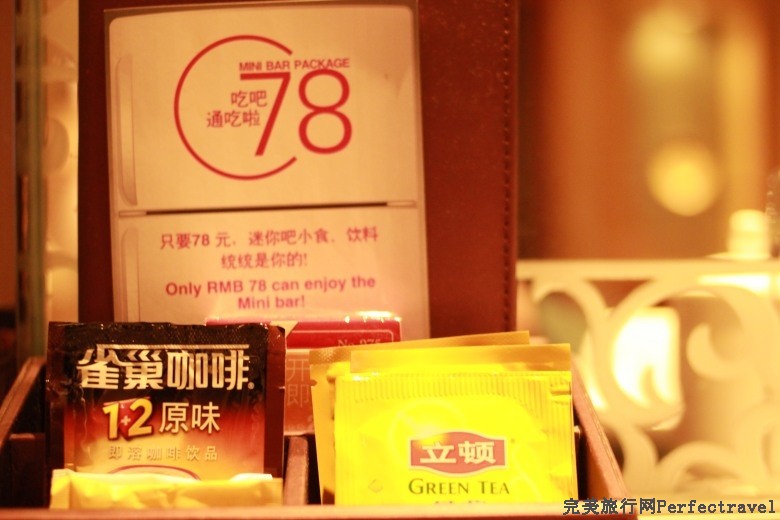 MINI BAR PACKAGE
吃吧
通吃啦
78
只要78 元，迷你吧小食、饮料
统统是你的!
Only RMB 78 can enjoy the
Mini bar!
雀巢咖啡
1+2 原味
即溶咖啡饮品
立顿
GREEN TEA
完美旅行网Perfectravel